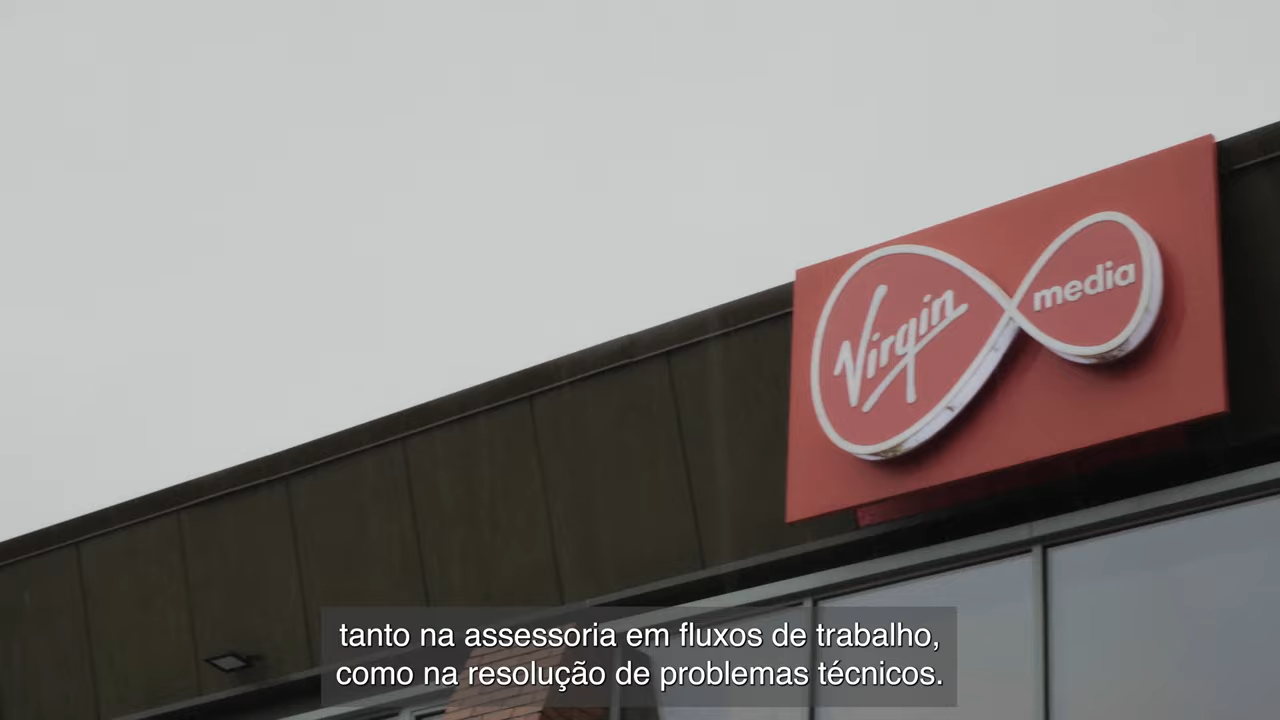 Virgin media
tanto na assessoria em fluxos de trabalho,
como na resolução de problemas técnicos.